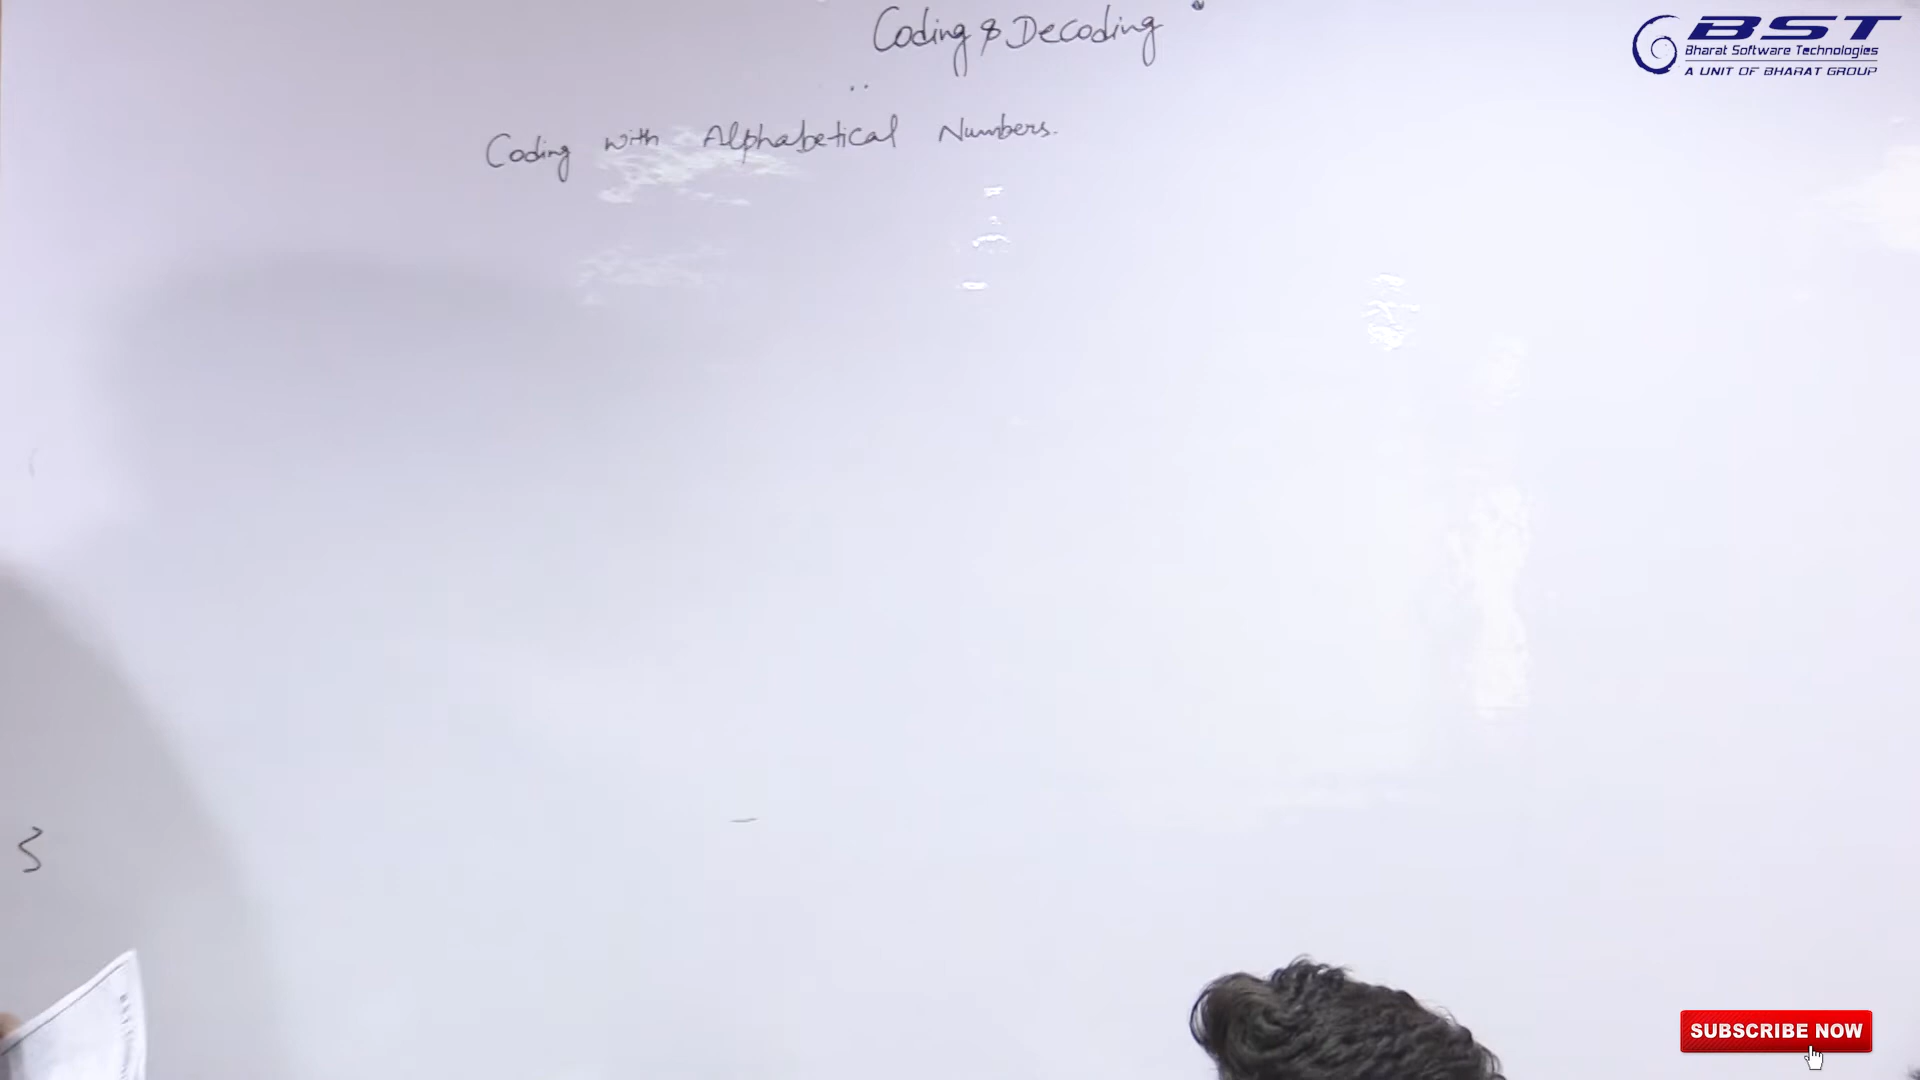 Coding & Decoding
BST
Bharat Software Technologies
A UNIT OF BHARAT GROUP
Coding with Alphabetical Numbers.
SUBSCRIBE NOW